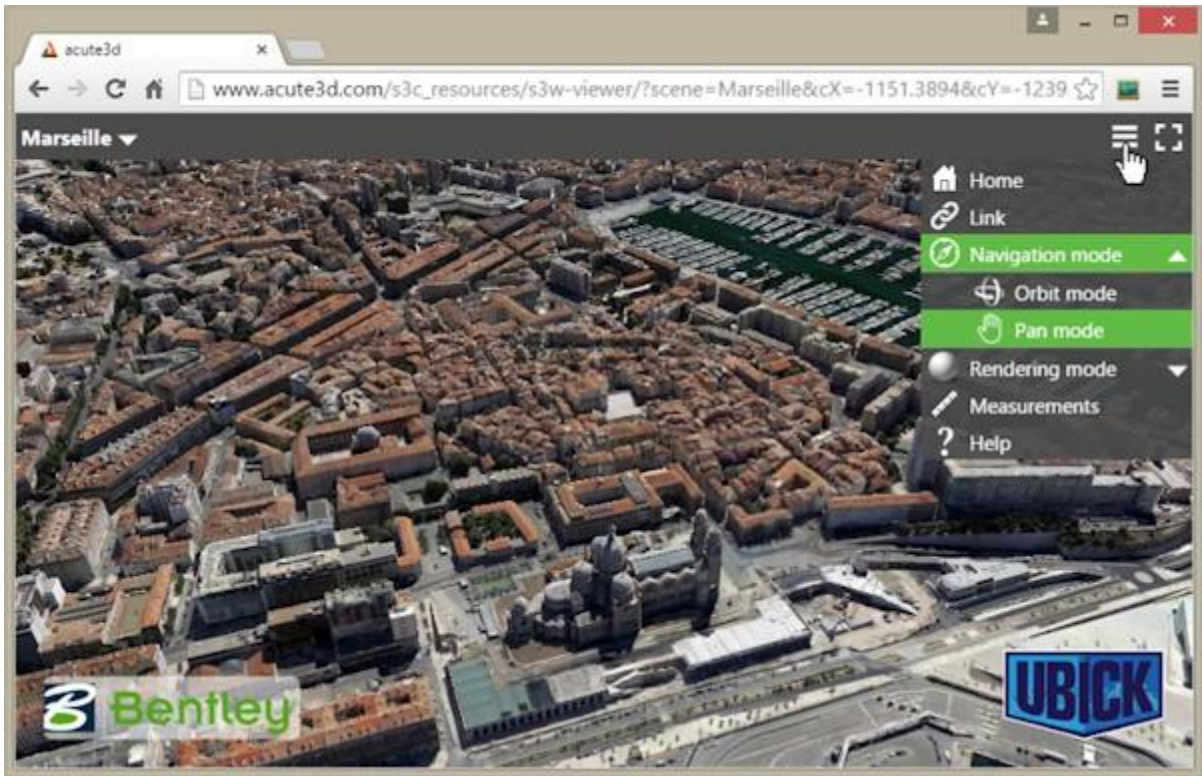 acute3d
www.acute3d.com/s3c_resources/s3w-viewer/?scene=Marseille&cX=-1151.3894&cY=-1239
Marseille
Home
Link
Navigation mode
Orbit mode
Pan mode
Rendering mode
Measurements
Help
Bentley
UBICK